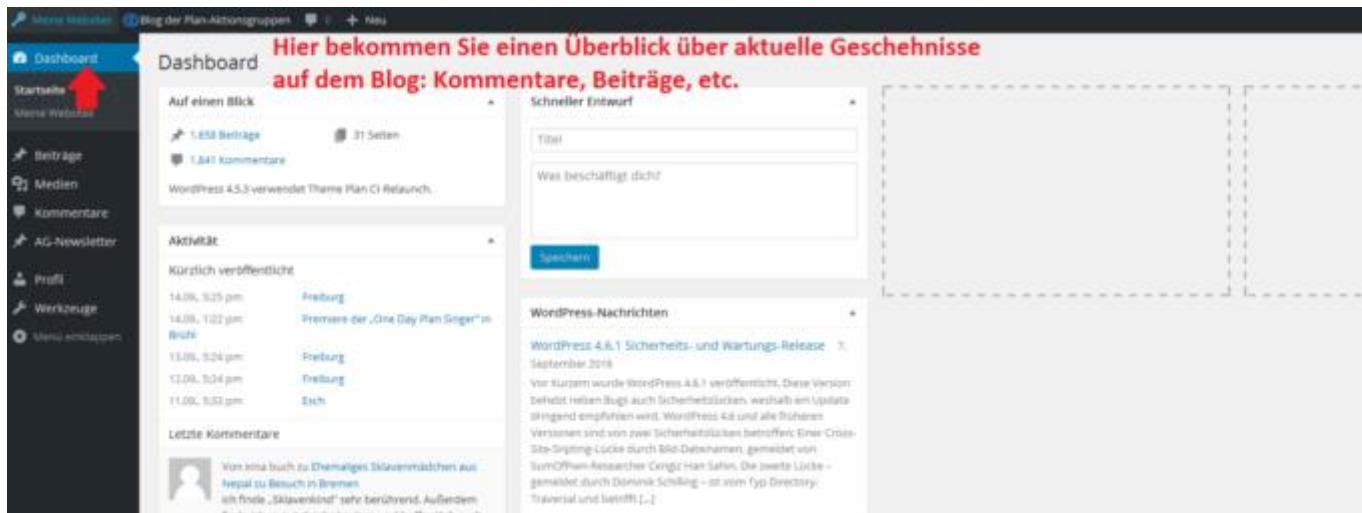 Meine Websites Blog der Plan-Aktionsgruppen Neu
Dashboard
Startseite
Meine Websites
Beiträge
Medien
Kommentare
AG-Newsletter
Profil
Werkzeuge
Menü einklappen
Hier bekommen Sie einen Überblick über aktuelle Geschehnisse
auf dem Blog: Kommentare, Beiträge, etc.
Dashboard
Auf einen Blick
1.658 Beiträge 31 Seiten
1.841 Kommentare
WordPress 4.5.3 verwendet Theme Plan CI-Relaunch.
Aktivität
Kürzlich veröffentlicht
14.09., 5:25 pm Freiburg
14.09., 1:22 pm Premiere der „One Day Plan Singer“ in
Brühl
13.09., 5:24 pm Freiburg
12.09., 5:24 pm Freiburg
11.09., 5:33 pm Esch
Letzte Kommentare
Von irina buch zu Ehemaliges Sklavenmädchen aus
Nepal zu Besuch in Bremen
ich finde „Sklavenkind“ sehr berührend. Außerdem
Schneller Entwurf
Titel
Was beschäftigt dich?
Speichern
WordPress-Nachrichten
WordPress 4.6.1 Sicherheits- und Wartungs-Release 7.
September 2016
Vor Kurzem wurde WordPress 4.6.1 veröffentlicht. Diese Version
behebt neben Bugs auch Sicherheitslücken, weshalb ein Update
dringend empfohlen wird. WordPress 4.6 und alle früheren
Versionen sind von zwei Sicherheitslücken betroffen: Einer Cross-
Site-Sripting-Lücke durch Bild-Dateinamen, gemeldet von
SumOfPwn-Researcher Cengiz Han Sahin. Die zweite Lücke –
gemeldet durch Dominik Schilling – ist vom Typ Directory-
Traversal und betrifft [...]